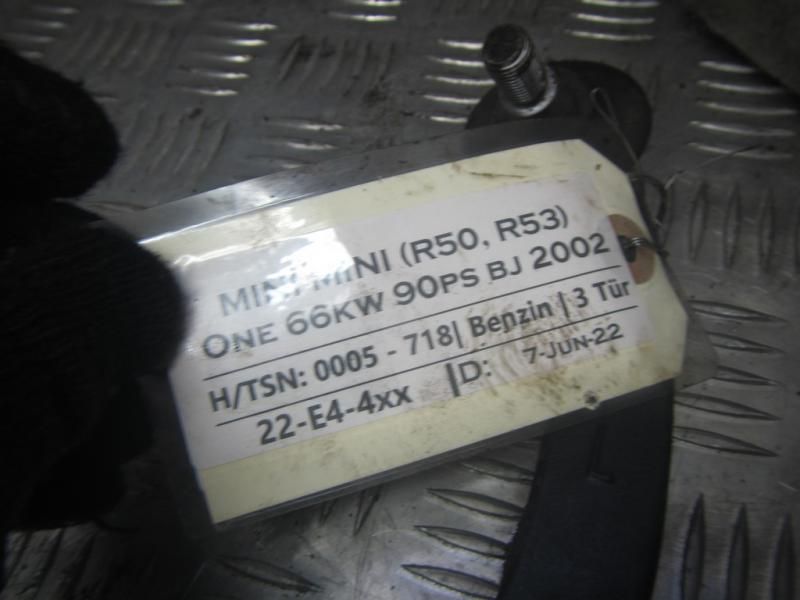 MINI MINI (R50, R53)
ONE 66KW 90PS BJ 2002
H/TSN: 0005 - 718| Benzin | 3 Tür
22-E4-4xx |D: 7-JUN-22